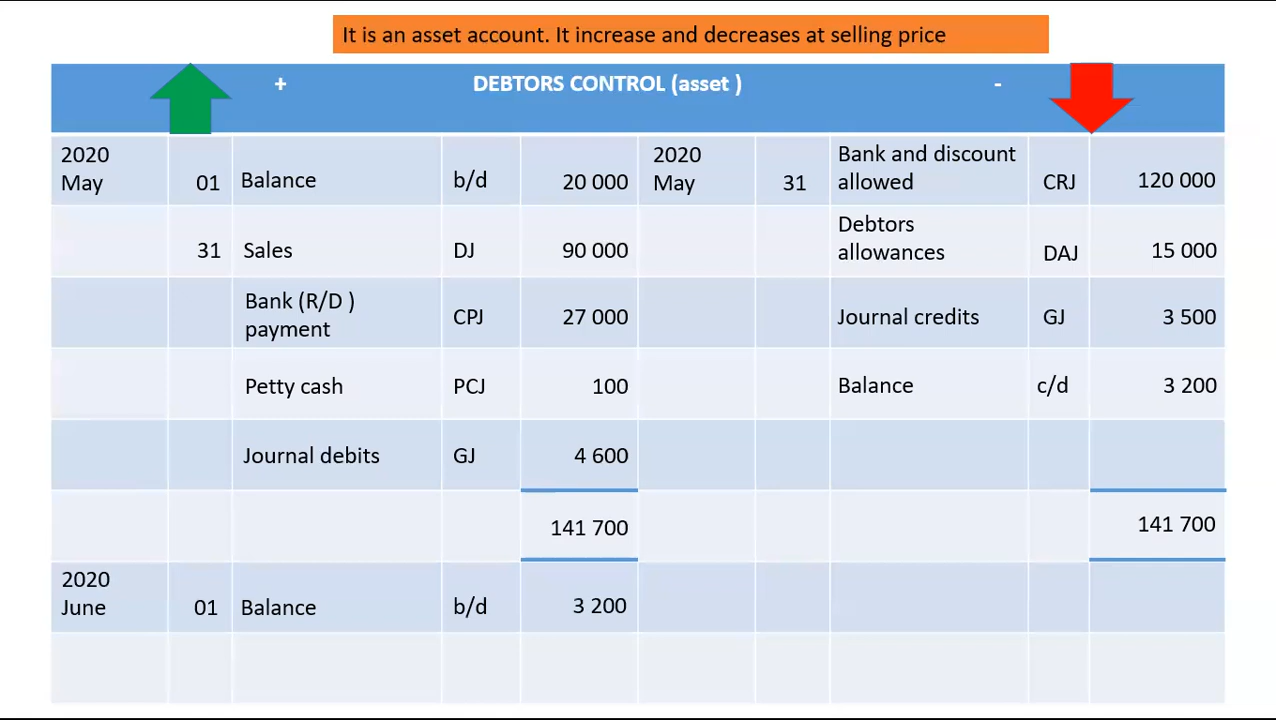 It is an asset account. It increase and decreases at selling price
+ DEBTORS CONTROL (asset ) -
2020 May 01 Balance b/d 20 000 2020 May 31 Bank and discount allowed CRJ 120 000
31 Sales DJ 90 000 Debtors allowances DAJ 15 000
Bank (R/D ) payment CPJ 27 000 Journal credits GJ 3 500
Petty cash PCJ 100 Balance c/d 3 200
Journal debits GJ 4 600
141 700 141 700
2020 June 01 Balance b/d 3 200